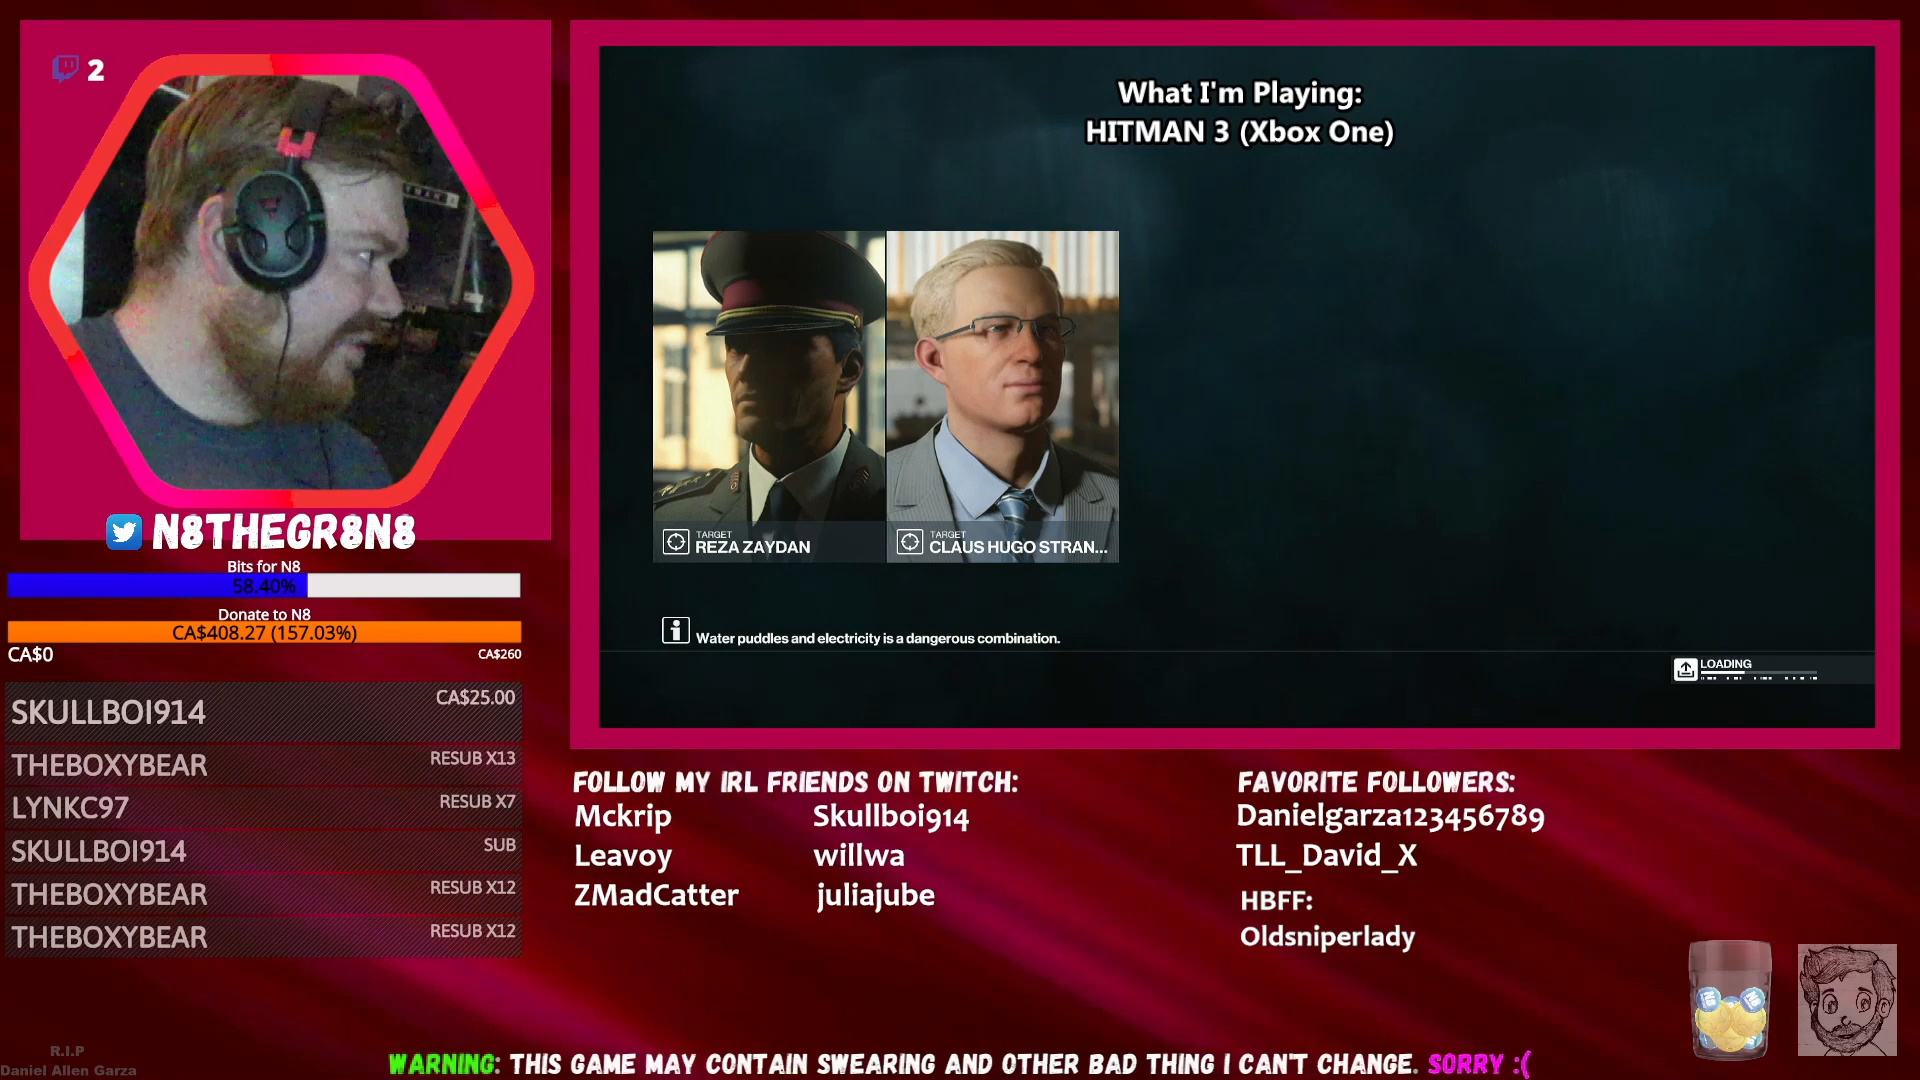 2
N8THEGR8N8
Bits for N8
58.40%
Donate to N8
CA$408.27 (157.03%)
CA$0
CA$260
SKULLBOI914
CA$25.00
THEBOXYBEAR
RESUB X13
LYNKC97
RESUB X7
SKULLBOI914
SUB
THEBOXYBEAR
RESUB X12
THEBOXYBEAR
RESUB X12
R.I.P
Daniel Allen Garza
What I'm Playing:
HITMAN 3 (Xbox One)
TARGET
REZA ZAYDAN
TARGET
CLAUS HUGO STRAN...
Water puddles and electricity is a dangerous combination.
LOADING
FOLLOW MY IRL FRIENDS ON TWITCH:
Mckrip
Skullboi914
Leavoy
willwa
ZMadCatter
juliajube
FAVORITE FOLLOWERS:
Danielgarza123456789
TLL_David_X
HBFF:
Oldsniperlady
WARNING: THIS GAME MAY CONTAIN SWEARING AND OTHER BAD THING I CAN'T CHANGE. SORRY :(